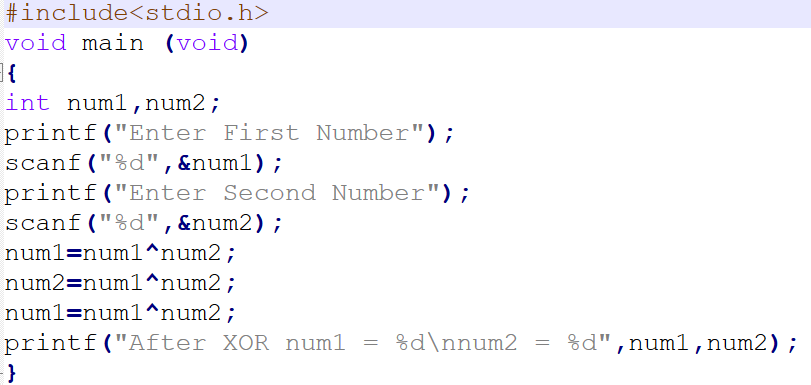 #include<stdio.h>
void main (void)
{
int num1,num2;
printf("Enter First Number");
scanf("%d",&num1);
printf("Enter Second Number");
scanf("%d",&num2);
num1=num1^num2;
num2=num1^num2;
num1=num1^num2;
printf("After XOR num1 = %d\nnum2 = %d",num1,num2);
}